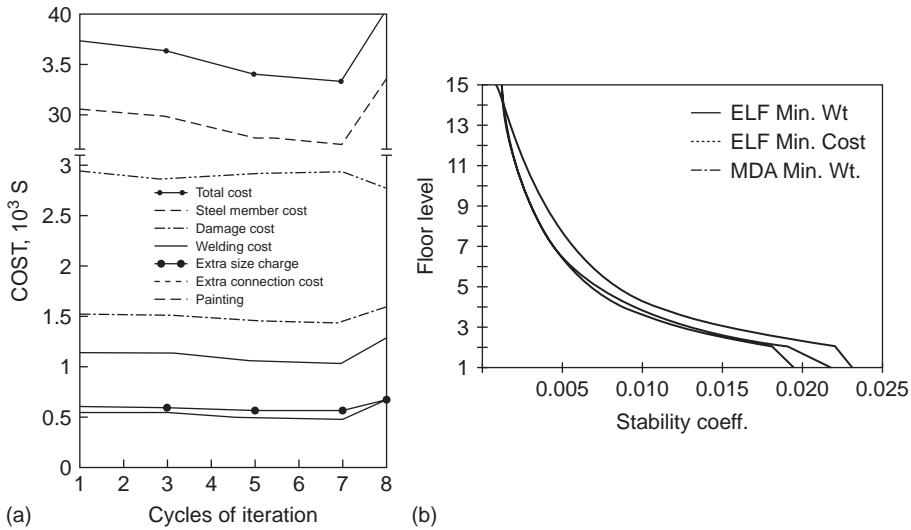 40
3.5
30
3
2.5
2
1.5
1
0.5
0
COST, 10³ S
Total cost
Steel member cost
Damage cost
Welding cost
Extra size charge
Extra connection cost
Painting
1 2 3 4 5 6 7 8
Cycles of iteration
(a)
15
13
11
9
7
5
3
1
Floor level
ELF Min. Wt
ELF Min. Cost
MDA Min. Wt.
0.005 0.010 0.015 0.020 0.025
Stability coeff.
(b)